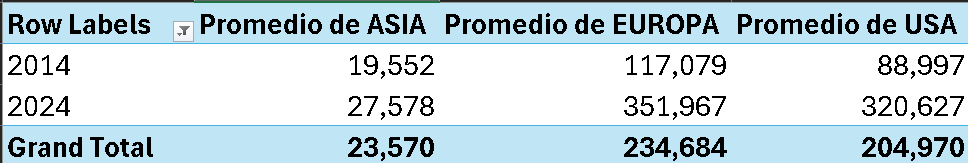 Row Labels Promedio de ASIA Promedio de EUROPA Promedio de USA
2014 19,552 117,079 88,997
2024 27,578 351,967 320,627
Grand Total 23,570 234,684 204,970